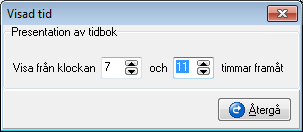 Visad tid
Presentation av tidbok
Visa från klockan 7 och 11 timmar framåt
Återgå